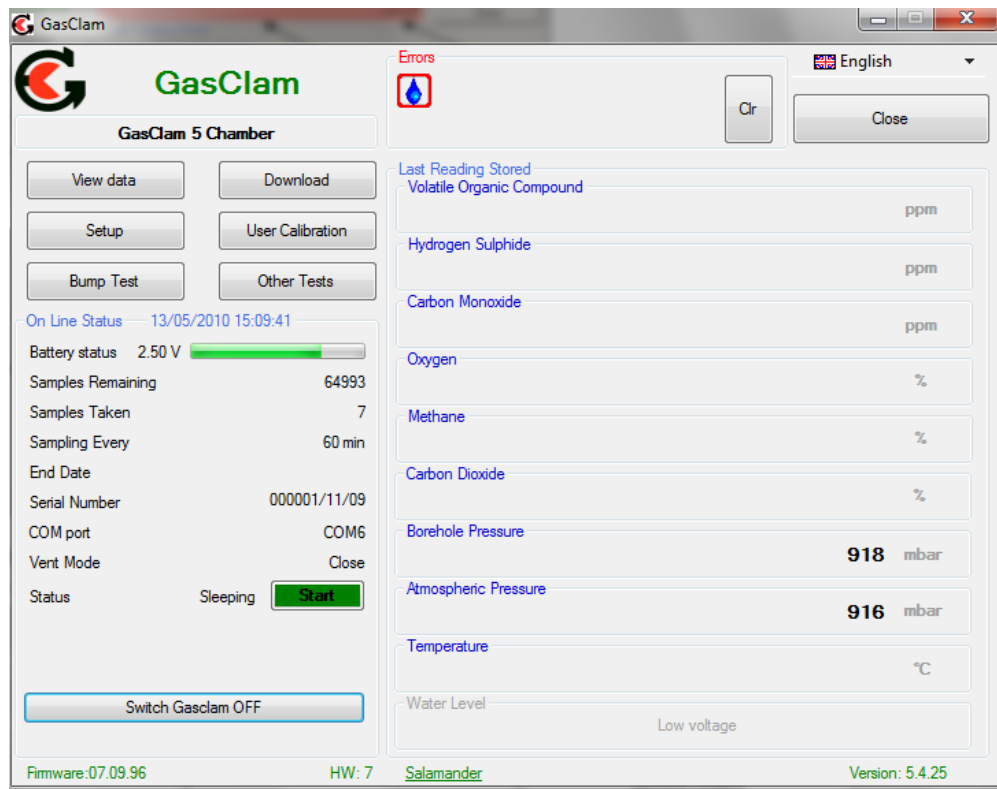 GasClam
GasClam
GasClam 5 Chamber
Errors
Clr
English
Close
View data
Download
Setup
User Calibration
Bump Test
Other Tests
On Line Status 13/05/2010 15:09:41
Battery status 2.50 V
Samples Remaining 64993
Samples Taken 7
Sampling Every 60 min
End Date
Serial Number 000001/11/09
COM port COM6
Vent Mode Close
Status Sleeping Start
Switch Gasclam OFF
Last Reading Stored
Volatile Organic Compound
ppm
Hydrogen Sulphide
ppm
Carbon Monoxide
ppm
Oxygen
%
Methane
%
Carbon Dioxide
%
Borehole Pressure
918 mbar
Atmospheric Pressure
916 mbar
Temperature
°C
Water Level
Low voltage
Firmware:07.09.96 HW: 7 Salamander Version: 5.4.25